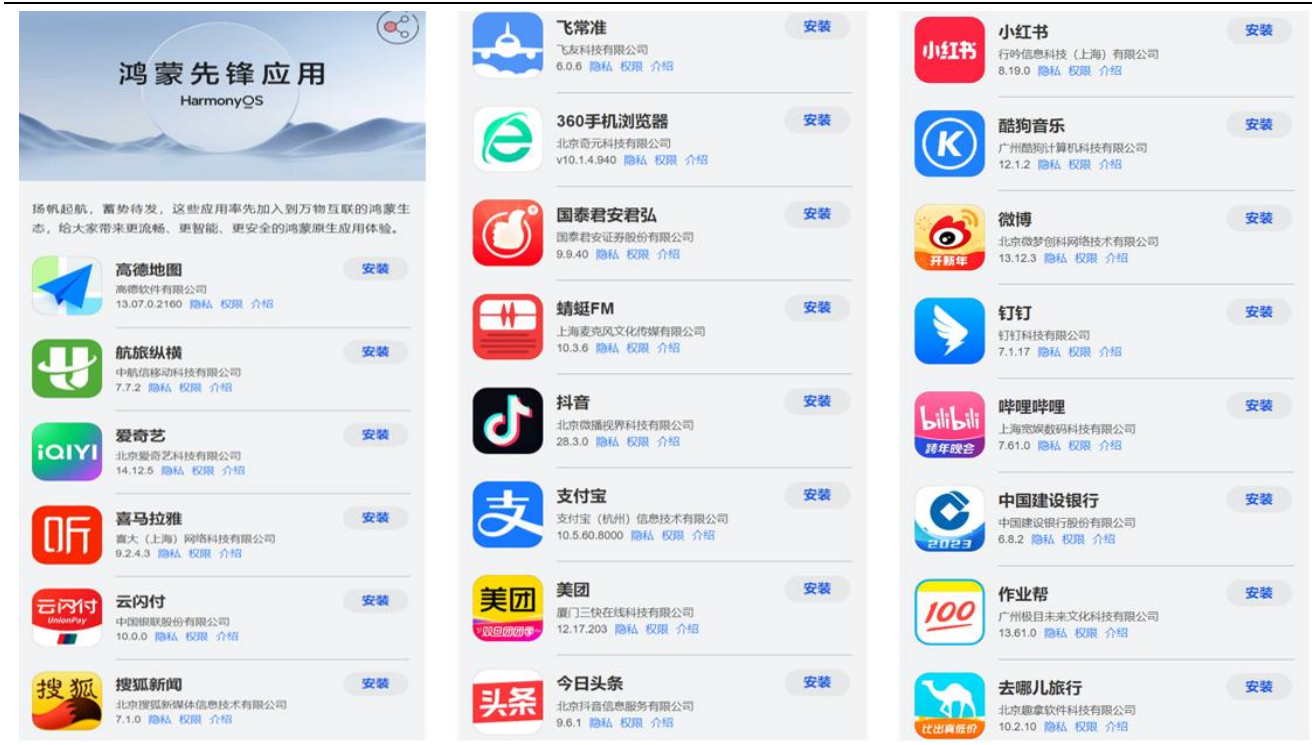 鸿蒙先锋应用
HarmonyOS
扬帆起航，蓄势待发，这些应用率先加入到万物互联的鸿蒙生
态，给大家带来更流畅、更智能、更安全的鸿蒙原生应用体验。
高德地图
安装
高德软件有限公司
13.07.0.2160 隐私 权限 介绍
航旅纵横
安装
中航信移动科技有限公司
7.7.2 隐私 权限 介绍
iQIYI
爱奇艺
安装
北京爱奇艺科技有限公司
14.12.5 隐私 权限 介绍
听
喜马拉雅
安装
喜大（上海）网络科技有限公司
9.2.4.3 隐私 权限 介绍
云闪付
UnionPay
云闪付
安装
中国银联股份有限公司
10.0.0 隐私 权限 介绍
搜狐
搜狐新闻
安装
北京搜狐新媒体信息技术有限公司
7.1.0 隐私 权限 介绍
飞常准
安装
飞友科技有限公司
6.0.6 隐私 权限 介绍
360手机浏览器
安装
北京奇元科技有限公司
v10.1.4.940 隐私 权限 介绍
国泰君安君弘
安装
国泰君安证券股份有限公司
9.9.40 隐私 权限 介绍
蜻蜓FM
安装
上海麦克风文化传媒有限公司
10.3.6 隐私 权限 介绍
抖音
安装
北京微播视界科技有限公司
28.3.0 隐私 权限 介绍
支
支付宝
安装
支付宝（杭州）信息技术有限公司
10.5.60.8000 隐私 权限 介绍
美团
双旦团团季
美团
安装
厦门三快在线科技有限公司
12.17.203 隐私 权限 介绍
头条
今日头条
安装
北京抖音信息服务有限公司
9.6.1 隐私 权限 介绍
小红书
小红书
安装
行吟信息科技（上海）有限公司
8.19.0 隐私 权限 介绍
K
酷狗音乐
安装
广州酷狗计算机科技有限公司
12.1.2 隐私 权限 介绍
开新年
微博
安装
北京微梦创科网络技术有限公司
13.12.3 隐私 权限 介绍
钉钉
安装
钉钉科技有限公司
7.1.17 隐私 权限 介绍
bilibili
跨年晚会
哔哩哔哩
安装
上海宽娱数码科技有限公司
7.61.0 隐私 权限 介绍
2023
中国建设银行
安装
中国建设银行股份有限公司
6.8.2 隐私 权限 介绍
100
作业帮
安装
广州极目未来文化科技有限公司
13.61.0 隐私 权限 介绍
比出真低价
去哪儿旅行
安装
北京趣拿软件科技有限公司
10.2.10 隐私 权限 介绍